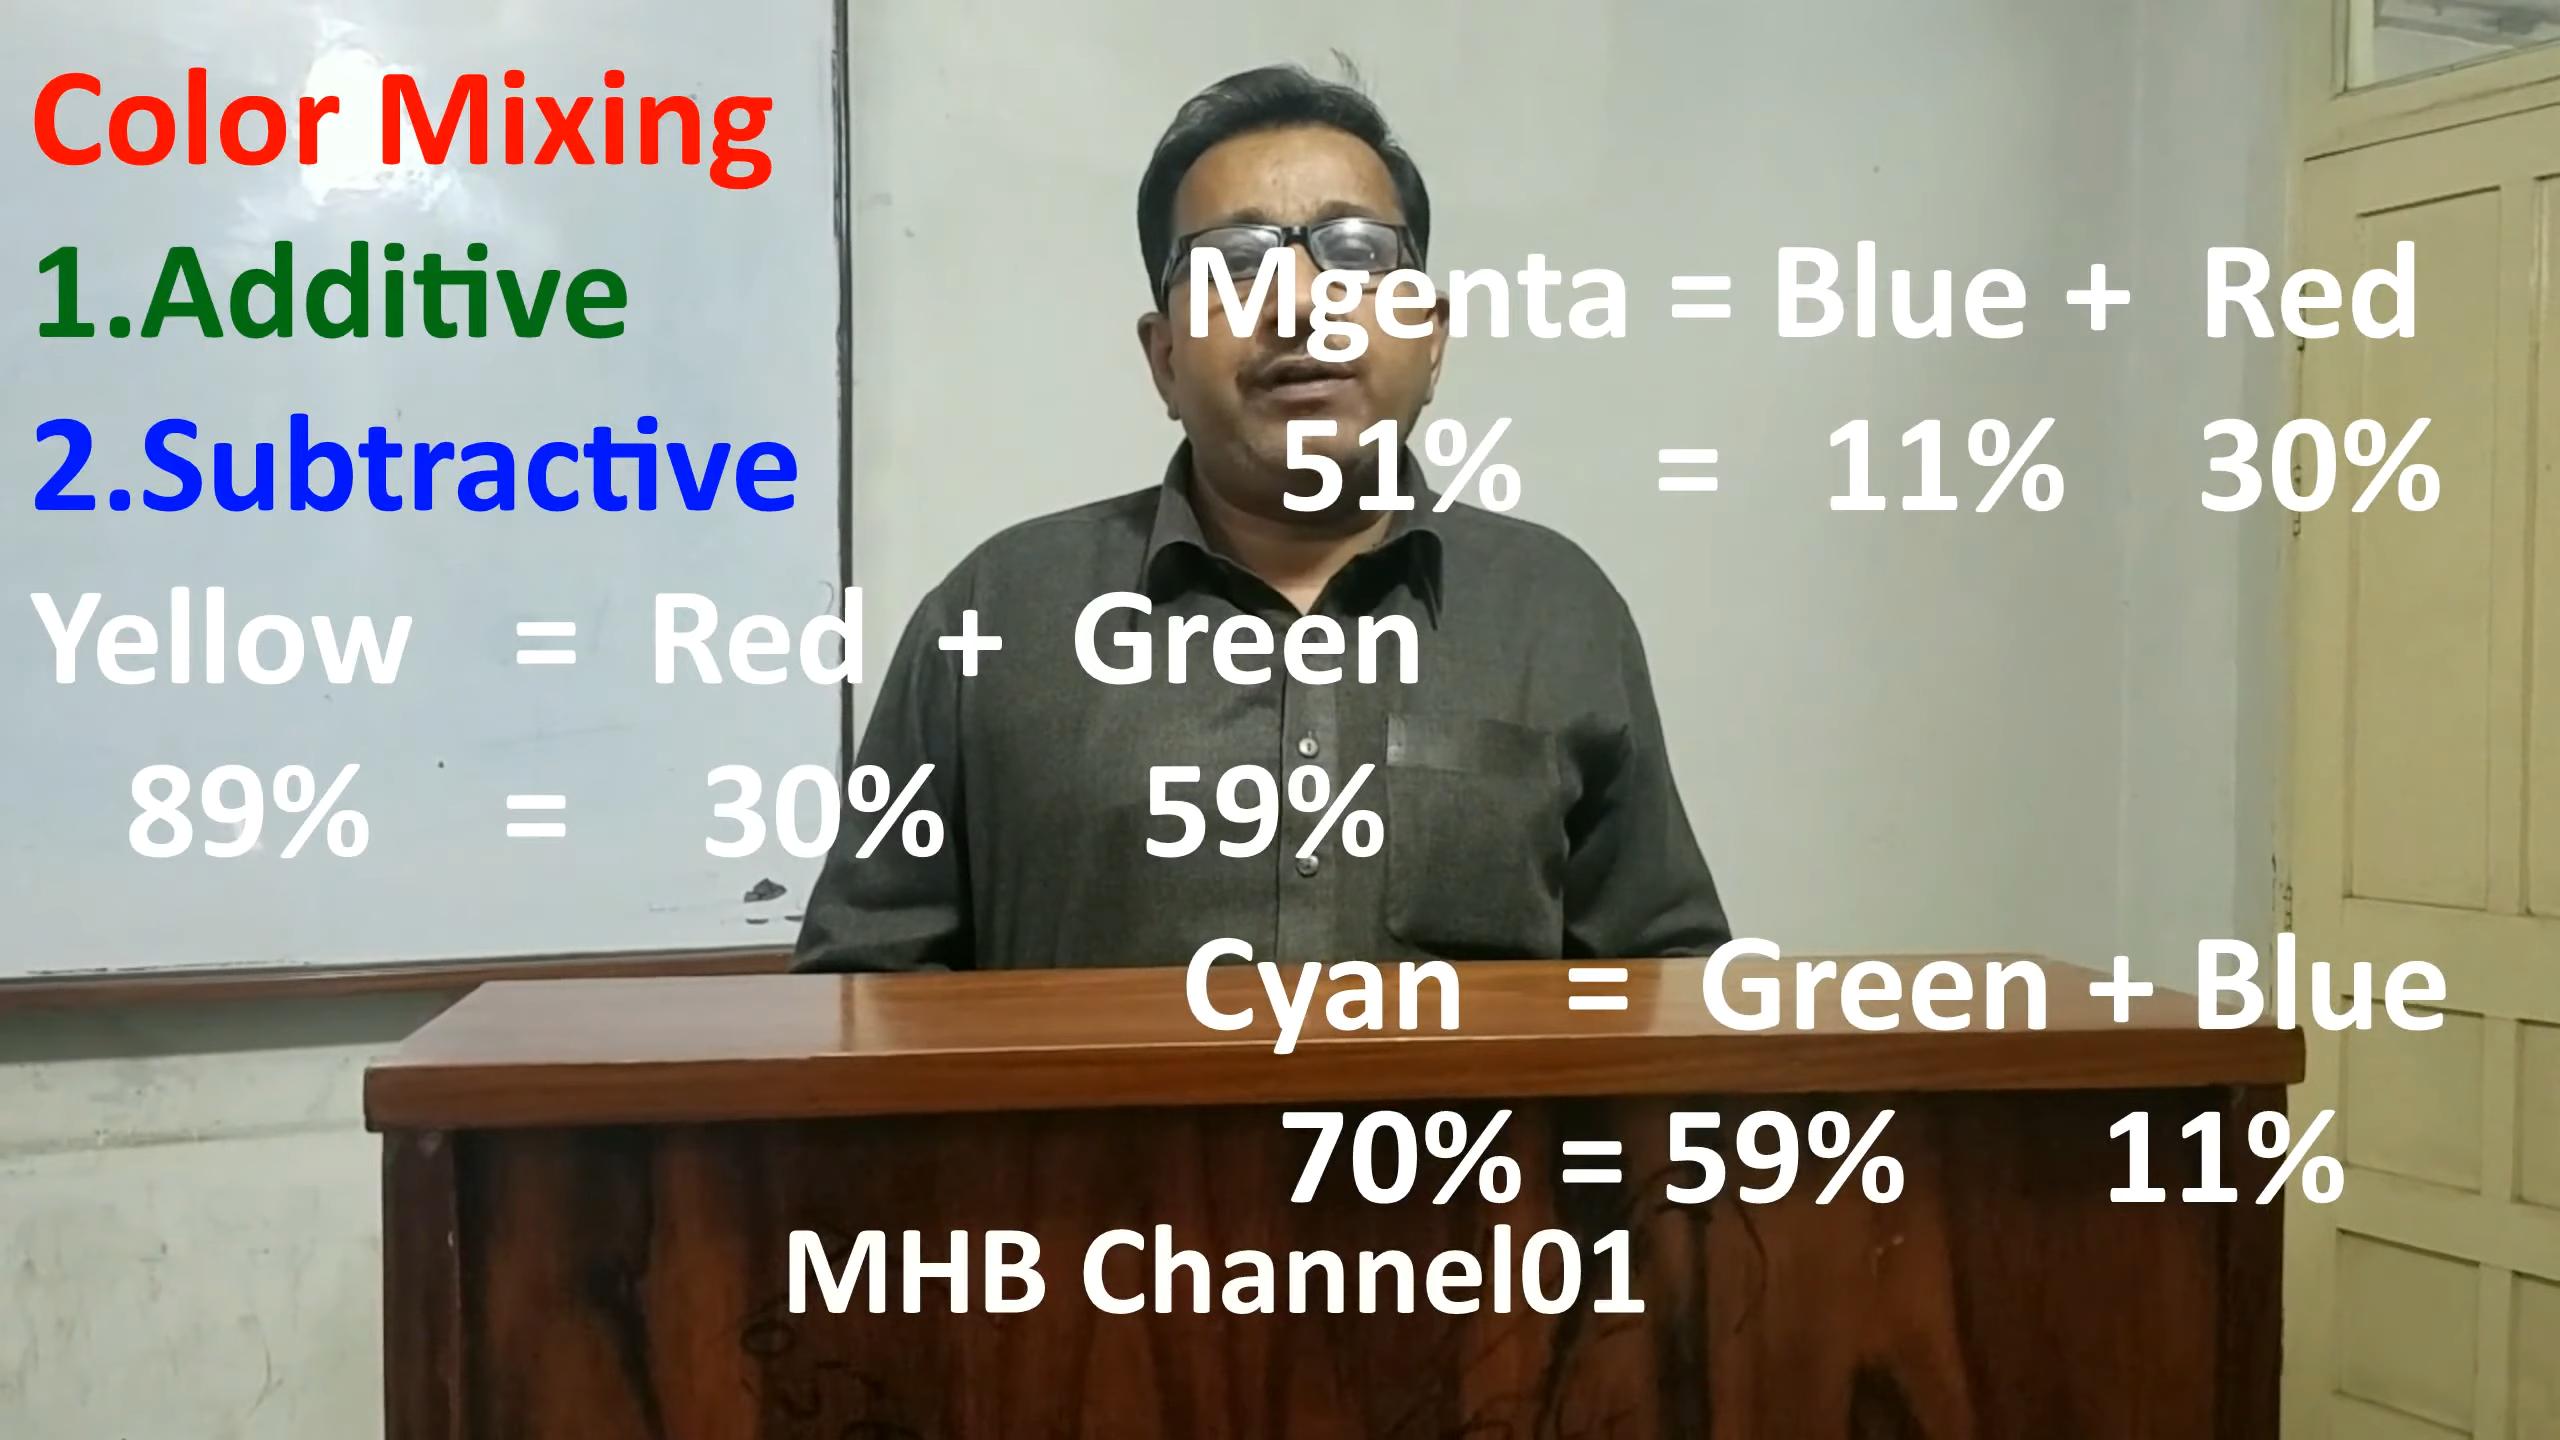 Color Mixing
1.Additive
2.Subtractive
Mgenta = Blue + Red
51% = 11% 30%
Yellow = Red + Green
89% = 30% 59%
Cyan = Green + Blue
70% = 59% 11%
MHB Channel01